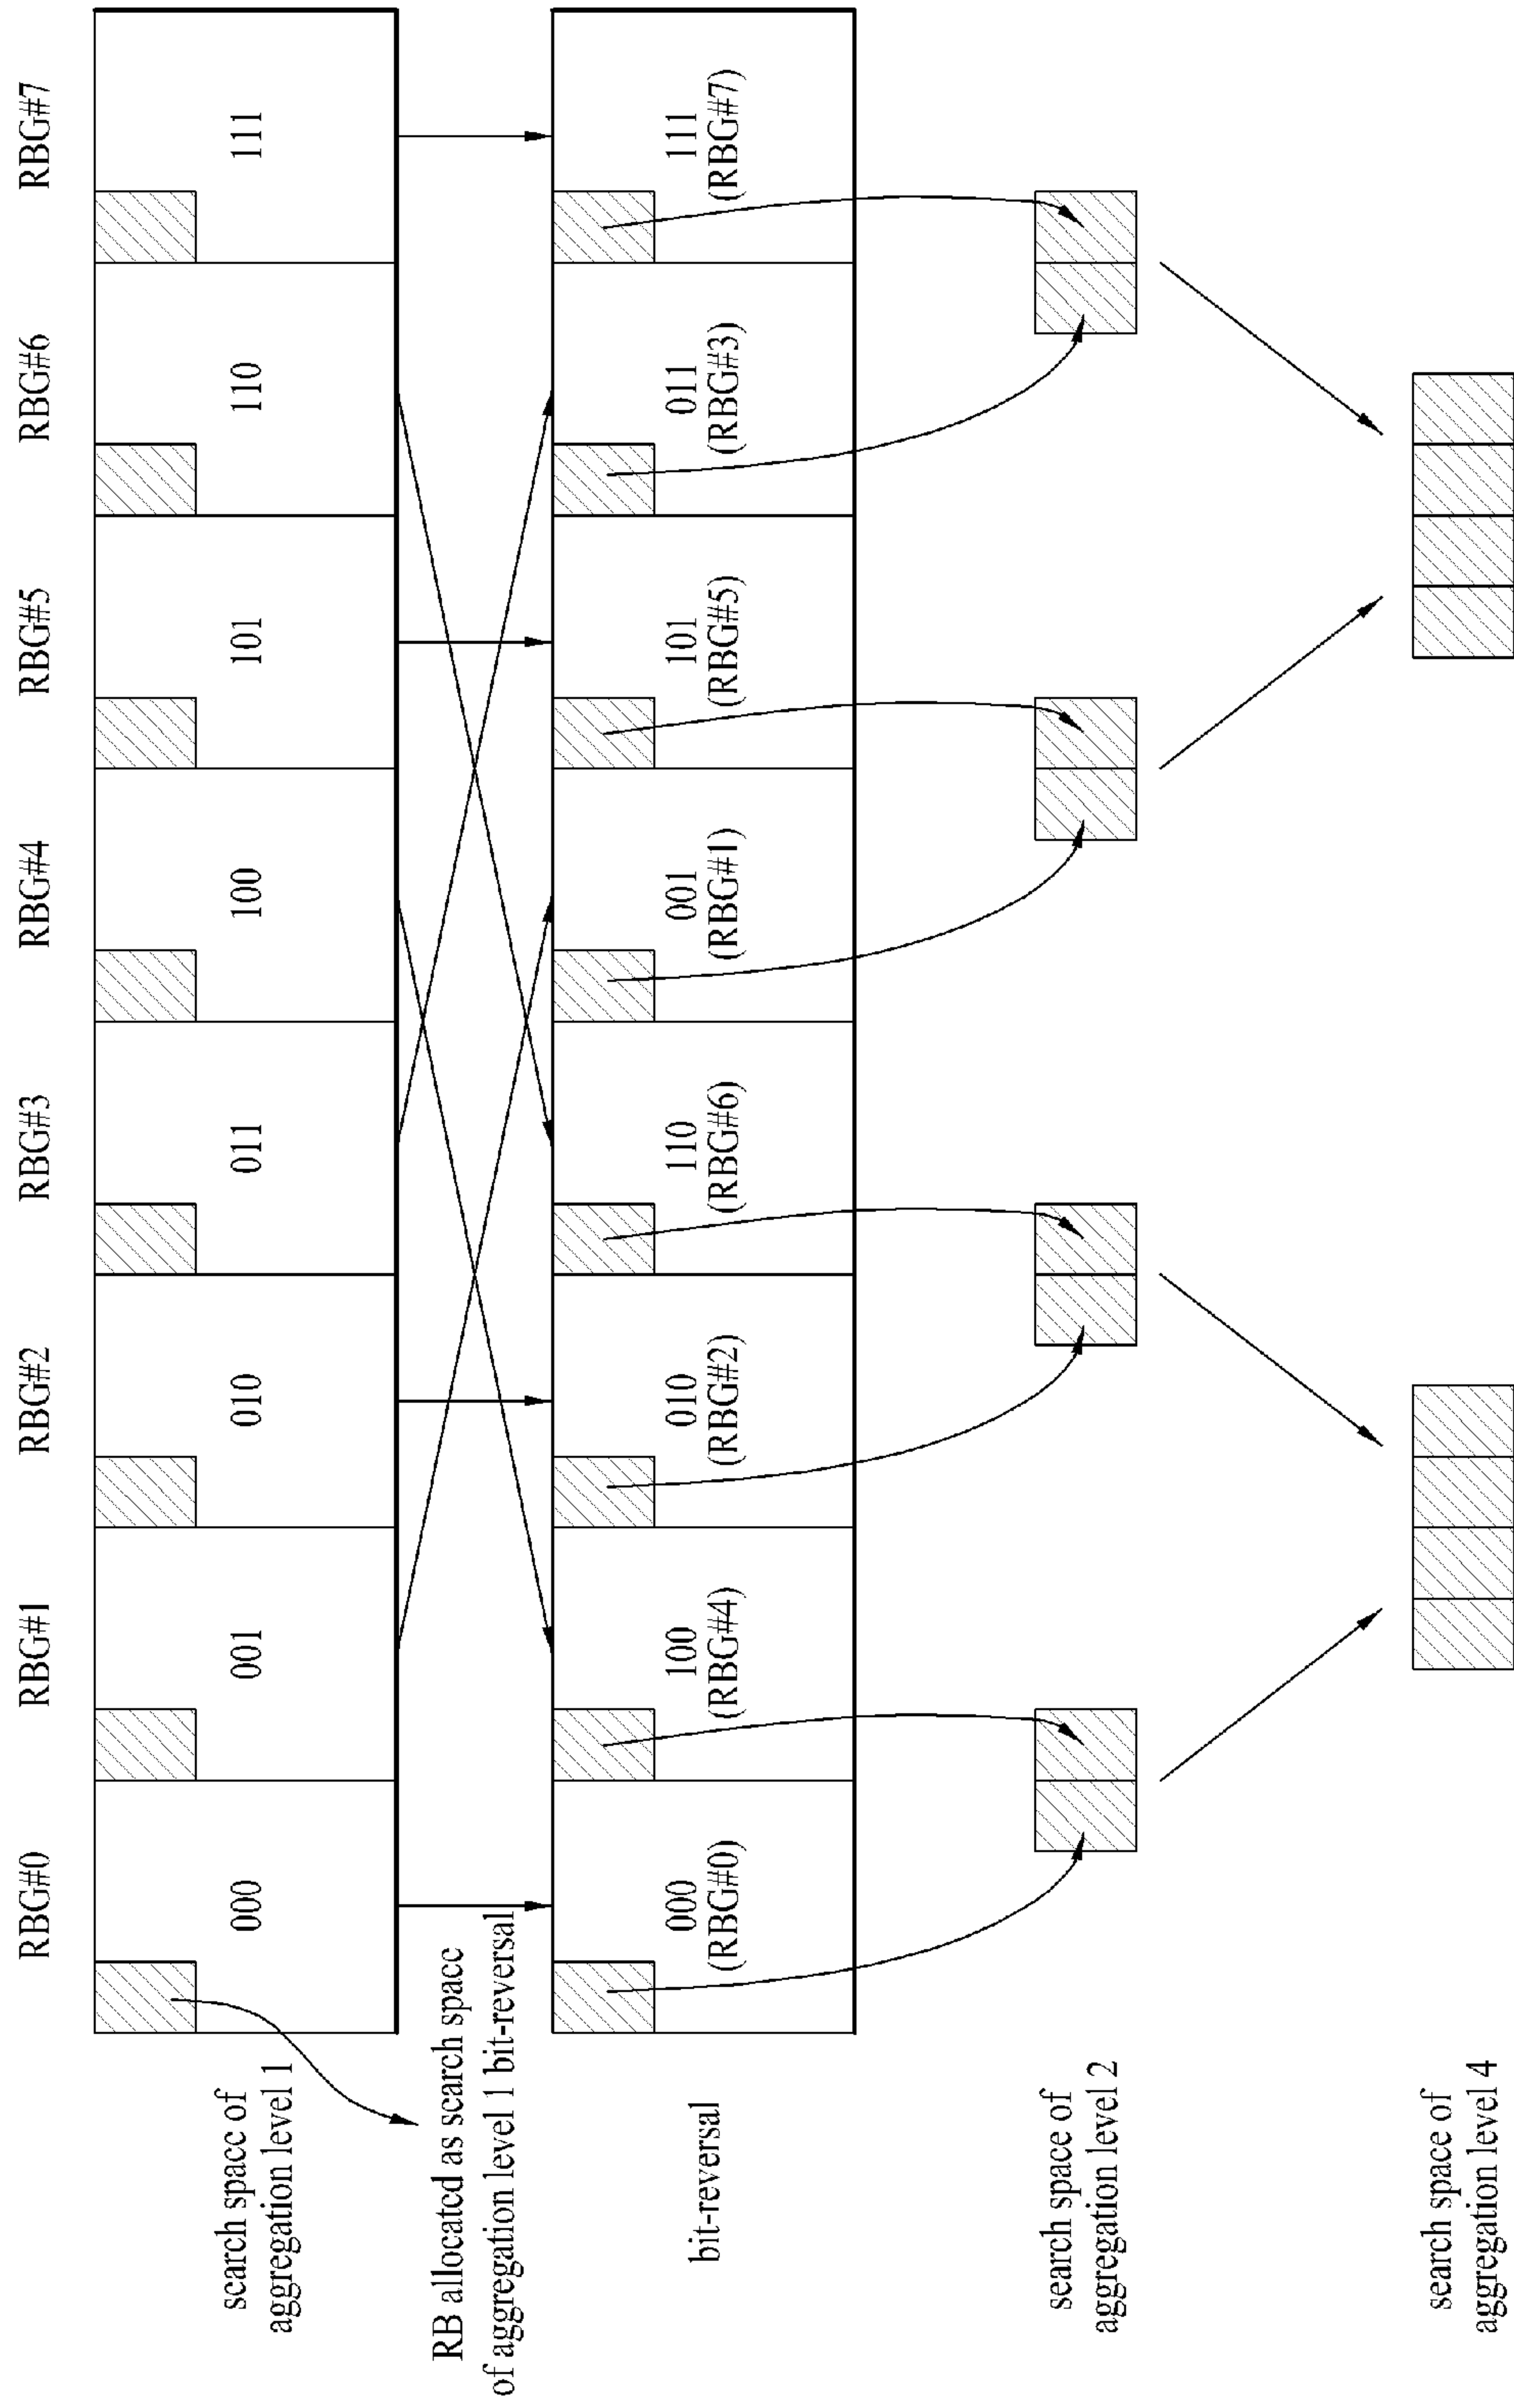 RBG#0
RBG#1
RBG#2
RBG#3
RBG#4
RBG#5
RBG#6
RBG#7
search space of
aggregation level 1
000
001
010
011
100
101
110
111
RB allocated as search space
of aggregation level 1 bit-reversal
bit-reversal
000
(RBG#0)
100
(RBG#4)
010
(RBG#2)
110
(RBG#6)
001
(RBG#1)
101
(RBG#5)
011
(RBG#3)
111
(RBG#7)
search space of
aggregation level 2
search space of
aggregation level 4